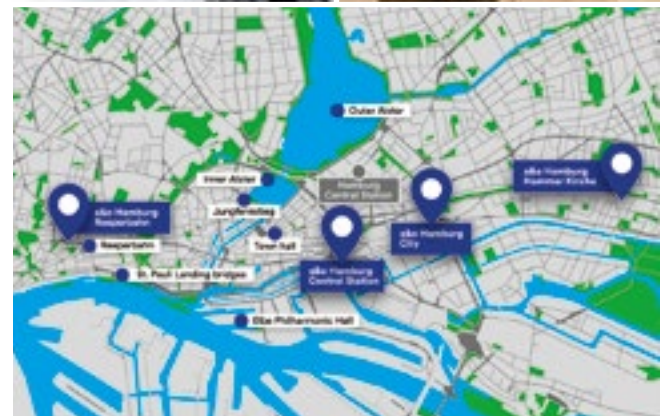 Outer Alster
Inner Alster
Hamburg
Central Station
a&o Hamburg
Hammer Kirche
Jungfernstieg
a&o Hamburg
Reeperbahn
Town hall
a&o Hamburg
City
Reeperbahn
St. Pauli Landing bridges
a&o Hamburg
Central Station
Elbe Philharmonic Hall